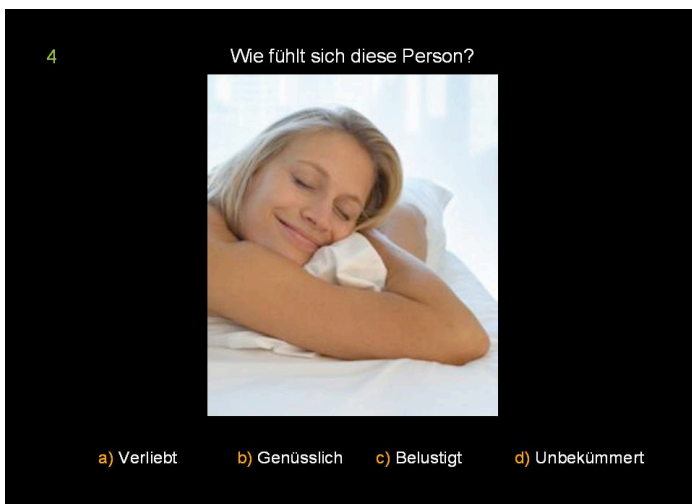 4
Wie fühlt sich diese Person?
a) Verliebt b) Genüsslich c) Belustigt d) Unbekümmert